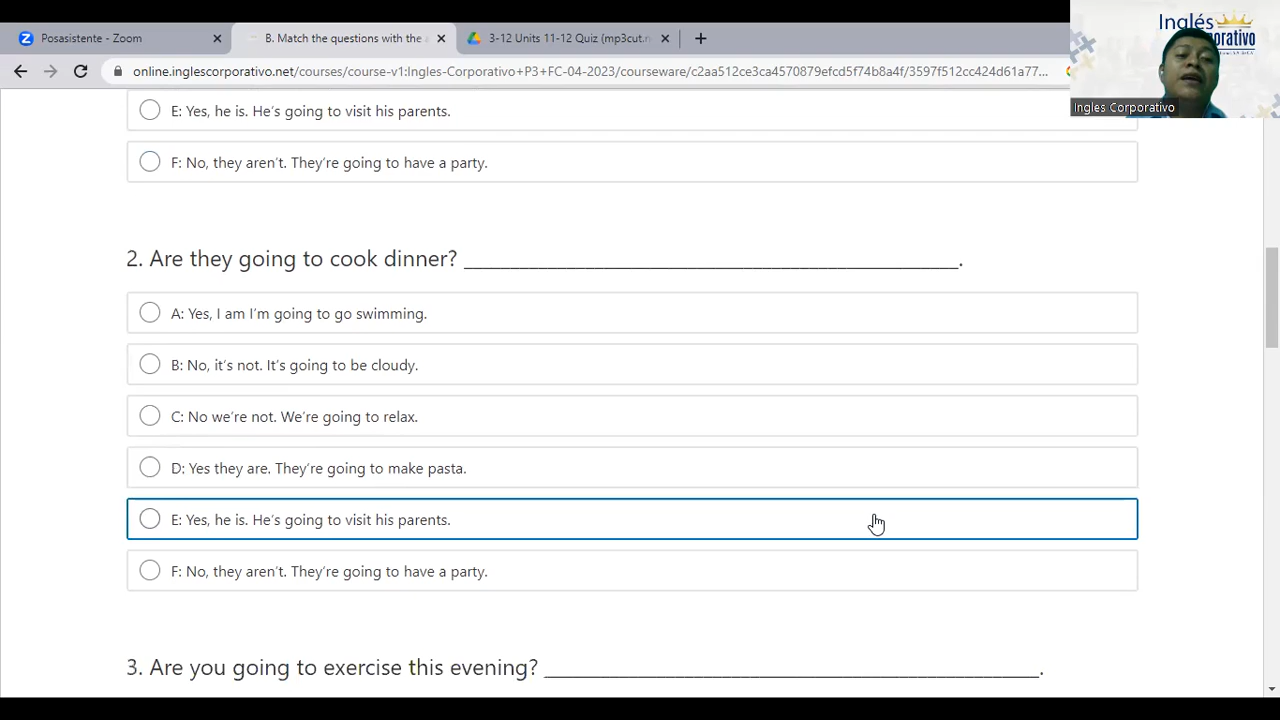 Posasistente - Zoom
B. Match the questions with the a
3-12 Units 11-12 Quiz (mp3cut.n
online.inglescorporativo.net/courses/course-v1:Ingles-Corporativo+P3+FC-04-2023/courseware/c2aa512ce3ca4570879efcd5f74b8a4f/3597f512cc424d61a77...
Inglés
Ingles Corporativo
E: Yes, he is. He's going to visit his parents.
F: No, they aren't. They're going to have a party.
2. Are they going to cook dinner? ______________________________________________.
A: Yes, I am I'm going to go swimming.
B: No, it's not. It's going to be cloudy.
C: No we're not. We're going to relax.
D: Yes they are. They're going to make pasta.
E: Yes, he is. He's going to visit his parents.
F: No, they aren't. They're going to have a party.
3. Are you going to exercise this evening? ______________________________________________.